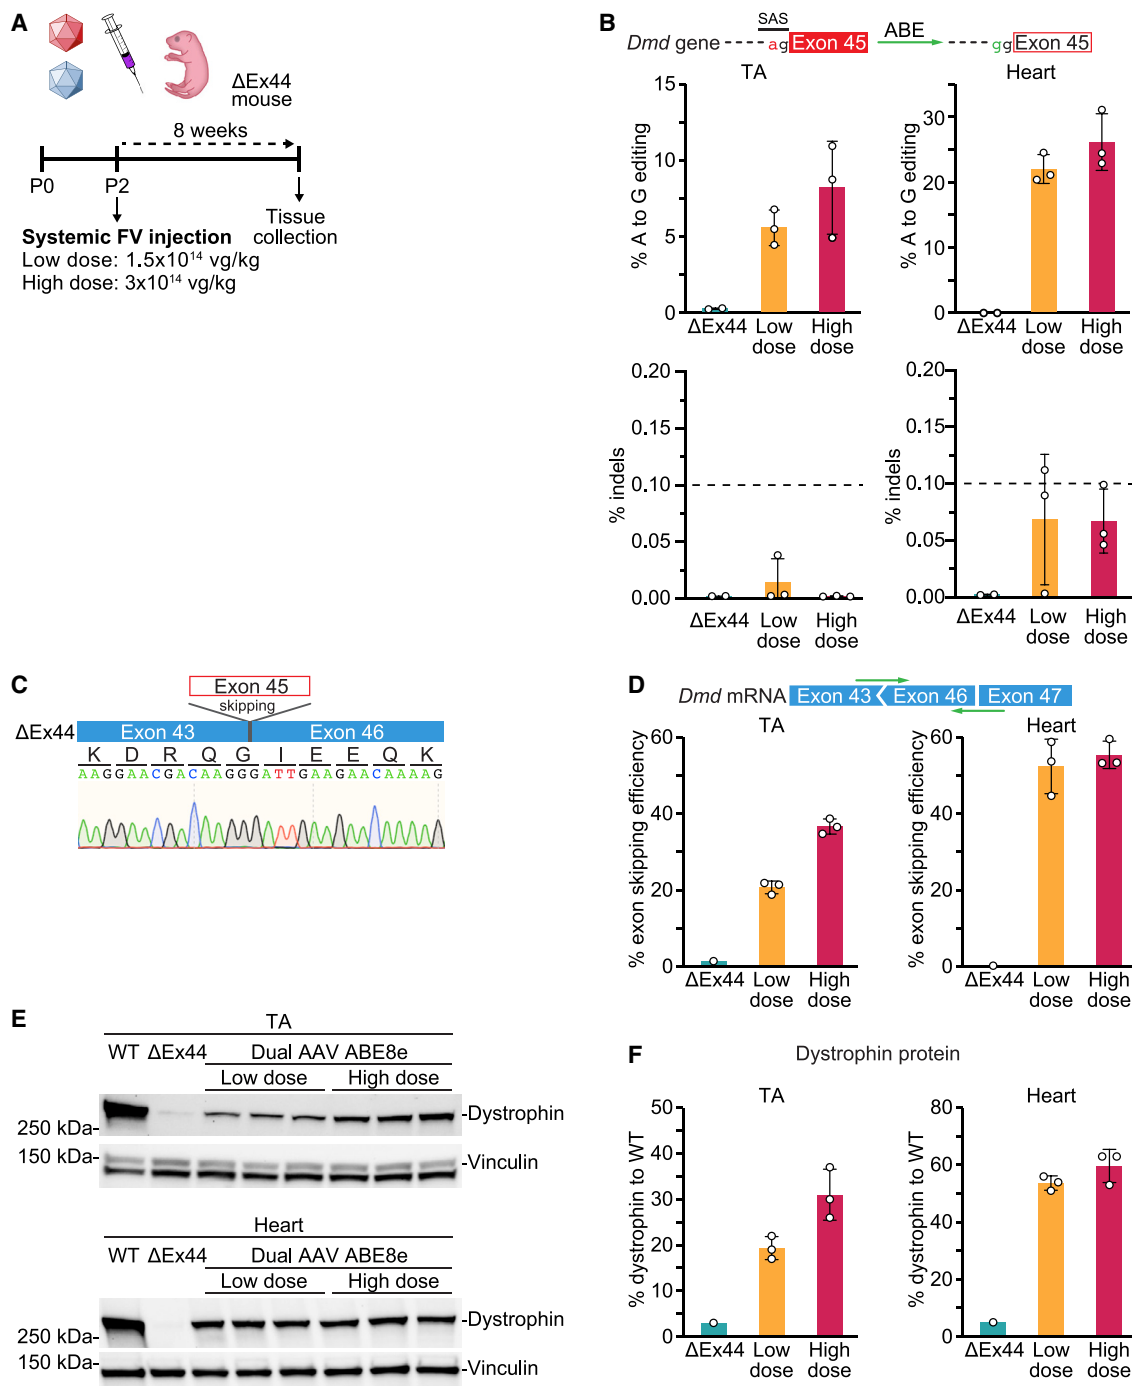 A
ΔEx44
mouse
8 weeks
P0
P2
Systemic FV injection
Low dose: 1.5x10¹⁴ vg/kg
High dose: 3x10¹⁴ vg/kg
Tissue
collection
B
SAS
Dmd gene
ag
Exon 45
ABE
gg
Exon 45
TA
% A to G editing
15
10
5
0
ΔEx44
Low
dose
High
dose
Heart
% A to G editing
30
20
10
0
ΔEx44
Low
dose
High
dose
% indels
0.20
0.15
0.10
0.05
0.00
ΔEx44
Low
dose
High
dose
% indels
0.20
0.15
0.10
0.05
0.00
ΔEx44
Low
dose
High
dose
C
Exon 45
skipping
ΔEx44
Exon 43
Exon 46
K D R Q G I E E Q K
AAGGAACGACAAGGGATTGAAGAACAAAAG
D
Dmd mRNA
Exon 43
Exon 46
Exon 47
TA
% exon skipping efficiency
60
40
20
0
ΔEx44
Low
dose
High
dose
Heart
% exon skipping efficiency
60
40
20
0
ΔEx44
Low
dose
High
dose
E
TA
WT ΔEx44 Dual AAV ABE8e
Low dose High dose
-Dystrophin
250 kDa-
150 kDa-
-Vinculin
Heart
WT ΔEx44 Dual AAV ABE8e
Low dose High dose
-Dystrophin
250 kDa-
150 kDa-
-Vinculin
F
Dystrophin protein
TA
% dystrophin to WT
50
40
30
20
10
0
ΔEx44
Low
dose
High
dose
Heart
% dystrophin to WT
80
60
40
20
0
ΔEx44
Low
dose
High
dose